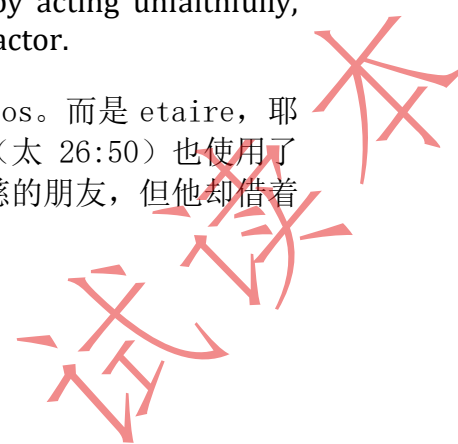 by acting unfaithfully,
actor.
os。而是 etaire，耶
（太 26:50）也使用了
慈的朋友，但他却借着
试读本